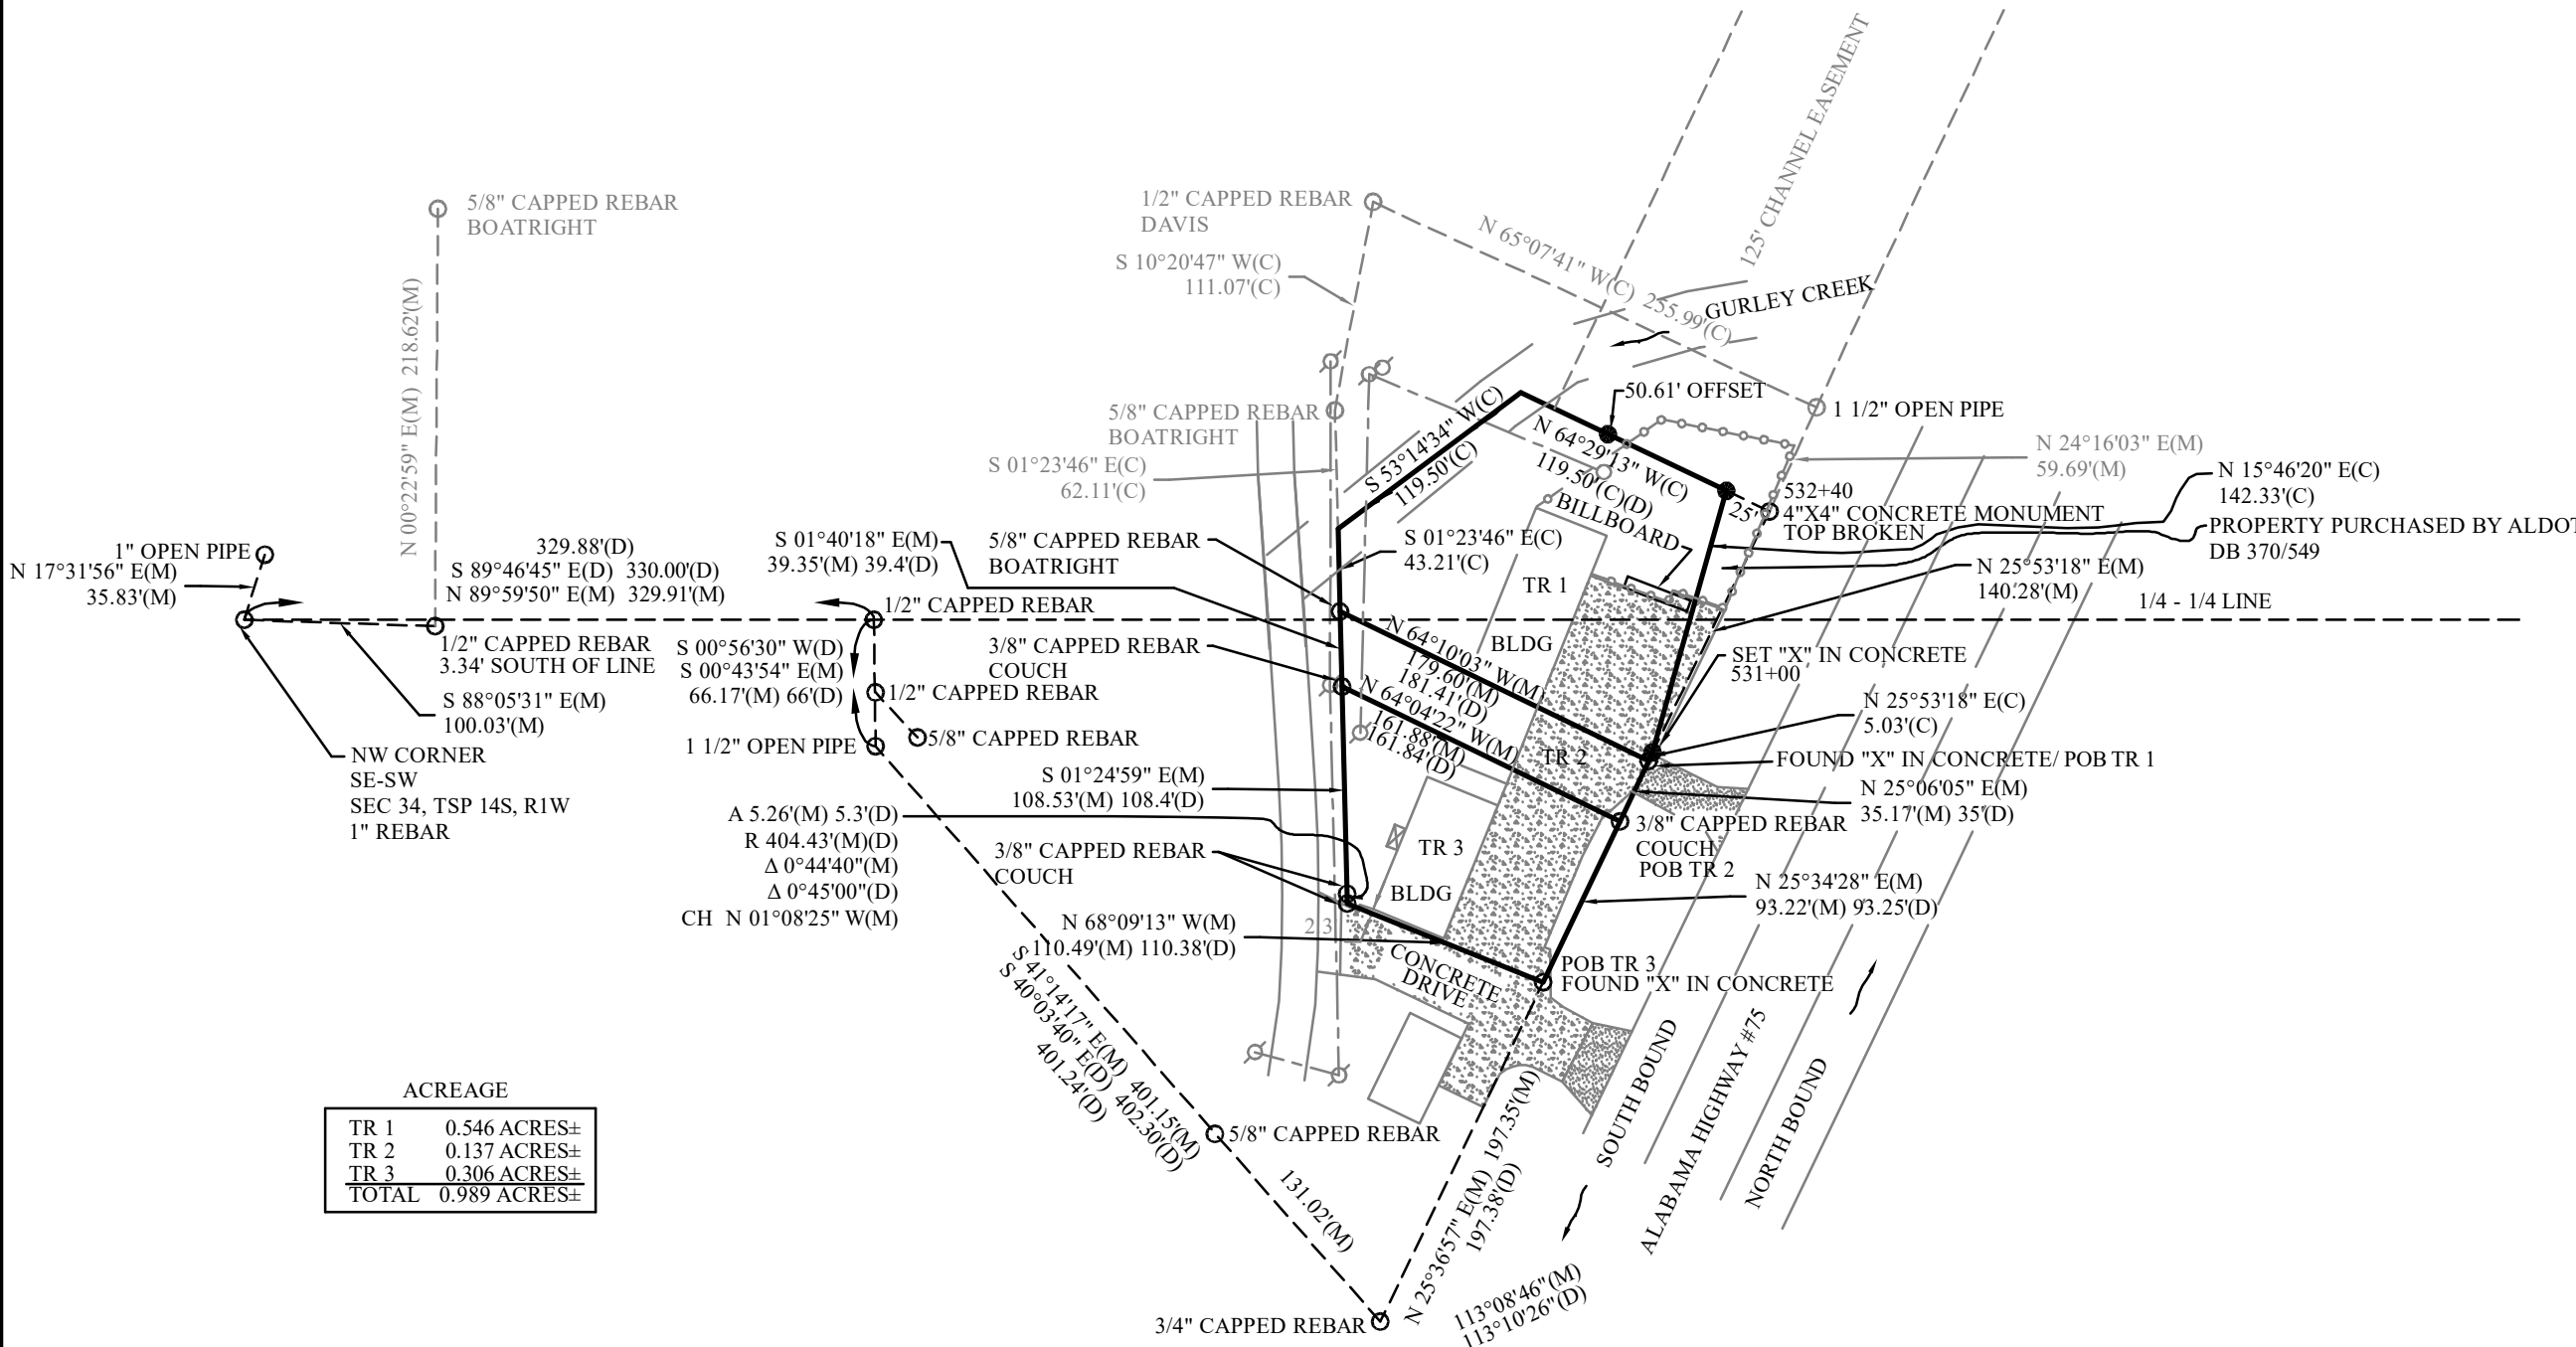 125' CHANNEL EASEMENT
5/8" CAPPED REBAR
BOATRIGHT
1/2" CAPPED REBAR
DAVIS
S 10°20'47" W(C)
111.07'(C)
N 65°07'41" W(C) 255.99'(C)
GURLEY CREEK
N 00°22'59" E(M) 218.62'(M)
50.61' OFFSET
1 1/2" OPEN PIPE
5/8" CAPPED REBAR
BOATRIGHT
S 53°14'34" W(C)
119.50'(C)
N 64°29'13" W(C)
119.50'(C)(D)
BILLBOARD
S 01°23'46" E(C)
62.11'(C)
N 24°16'03" E(M)
59.69'(M)
N 15°46'20" E(C)
142.33'(C)
25'
532+40
4"X4" CONCRETE MONUMENT
TOP BROKEN
PROPERTY PURCHASED BY ALDOT
DB 370/549
1" OPEN PIPE
N 17°31'56" E(M)
35.83'(M)
329.88'(D)
S 89°46'45" E(D) 330.00'(D)
N 89°59'50" E(M) 329.91'(M)
S 01°40'18" E(M)
39.35'(M) 39.4'(D)
5/8" CAPPED REBAR
BOATRIGHT
S 01°23'46" E(C)
43.21'(C)
TR 1
N 25°53'18" E(M)
140.28'(M)
1/4 - 1/4 LINE
1/2" CAPPED REBAR
1/2" CAPPED REBAR
3.34' SOUTH OF LINE
S 88°05'31" E(M)
100.03'(M)
S 00°56'30" W(D)
S 00°43'54" E(M)
66.17'(M) 66'(D)
3/8" CAPPED REBAR
COUCH
BLDG
N 64°10'03" W(M)
179.60'(M)
181.41'(D)
SET "X" IN CONCRETE
531+00
1/2" CAPPED REBAR
N 64°04'22" W(M)
161.88'(M)
161.84'(D)
N 25°53'18" E(C)
5.03'(C)
5/8" CAPPED REBAR
1 1/2" OPEN PIPE
NW CORNER
SE-SW
SEC 34, TSP 14S, R1W
1" REBAR
TR 2
FOUND "X" IN CONCRETE/ POB TR 1
S 01°24'59" E(M)
108.53'(M) 108.4'(D)
N 25°06'05" E(M)
35.17'(M) 35'(D)
A 5.26'(M) 5.3'(D)
R 404.43'(M)(D)
Δ 0°44'40"(M)
Δ 0°45'00"(D)
CH N 01°08'25" W(M)
3/8" CAPPED REBAR
COUCH
TR 3
BLDG
3/8" CAPPED REBAR
COUCH
POB TR 2
N 25°34'28" E(M)
93.22'(M) 93.25'(D)
N 68°09'13" W(M)
110.49'(M) 110.38'(D)
2.3
CONCRETE
DRIVE
POB TR 3
FOUND "X" IN CONCRETE
S 41°14'17" E(M) 401.15'(M)
S 40°03'40" E(D) 402.30'(D)
401.24'(D)
SOUTH BOUND
ALABAMA HIGHWAY #75
NORTH BOUND
5/8" CAPPED REBAR
131.02'(M)
N 25°36'57" E(M) 197.35'(M)
197.38'(D)
113°08'46"(M)
113°10'26"(D)
3/4" CAPPED REBAR
ACREAGE
TR 1 0.546 ACRES±
TR 2 0.137 ACRES±
TR 3 0.306 ACRES±
TOTAL 0.989 ACRES±